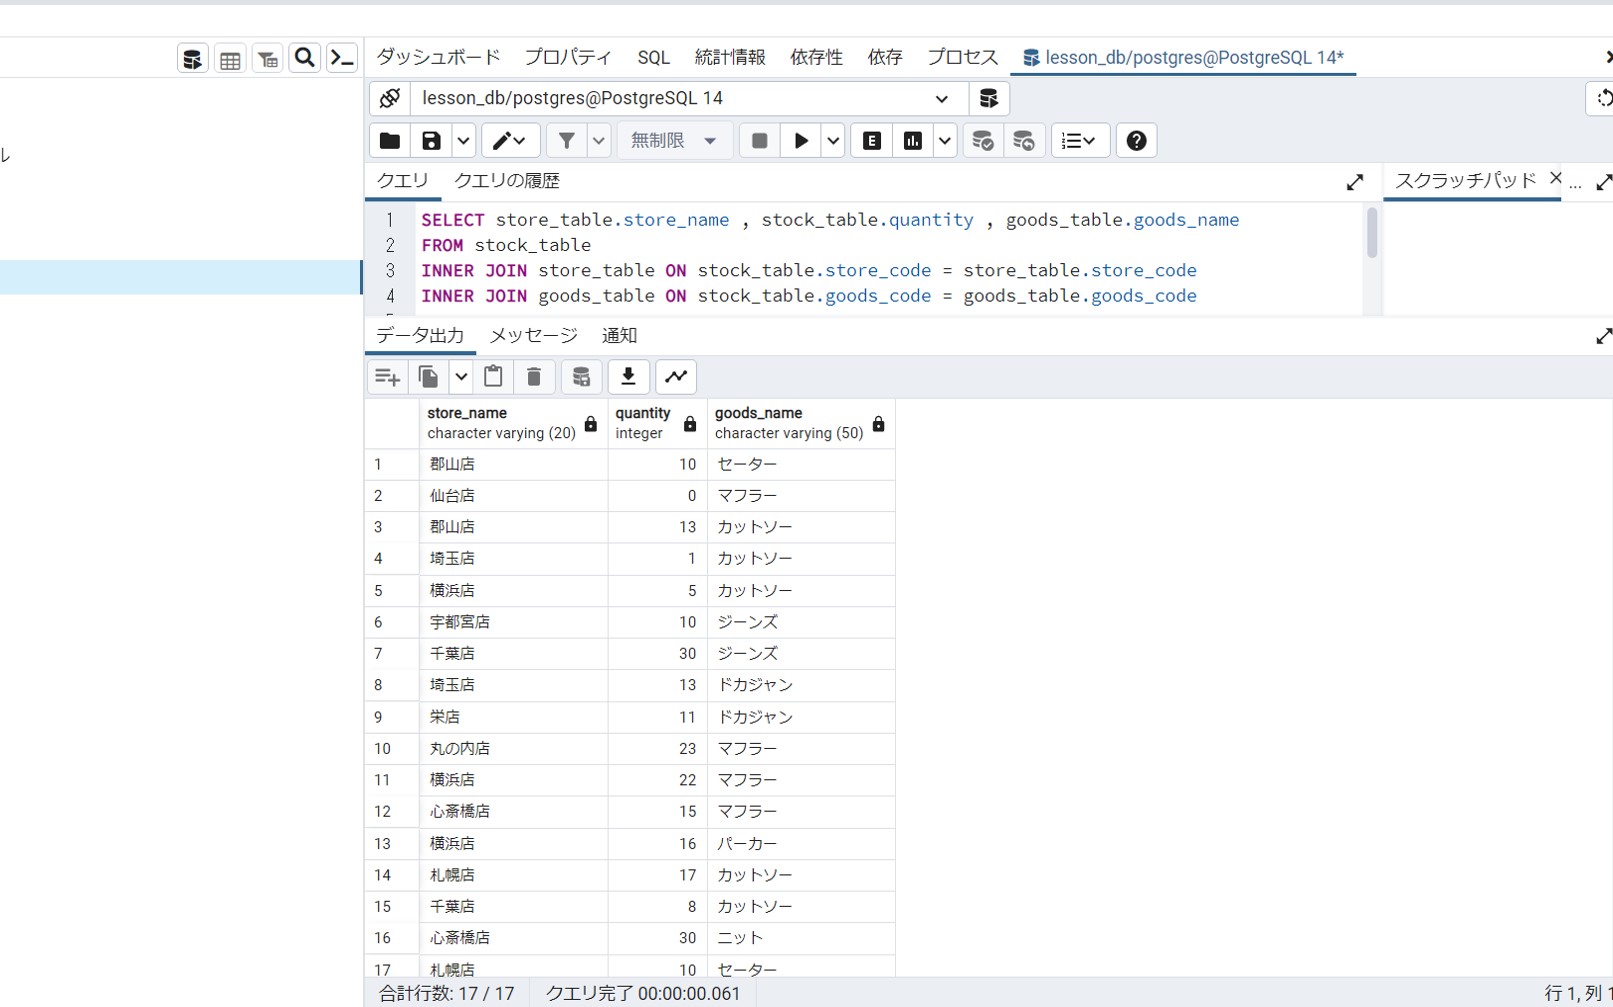 ダッシュボード プロパティ SQL 統計情報 依存性 依存 プロセス lesson_db/postgres@PostgreSQL 14*
lesson_db/postgres@PostgreSQL 14
ル
無制限
クエリ クエリの履歴 スクラッチパッド ...
1 SELECT store_table.store_name , stock_table.quantity , goods_table.goods_name
2 FROM stock_table
3 INNER JOIN store_table ON stock_table.store_code = store_table.store_code
4 INNER JOIN goods_table ON stock_table.goods_code = goods_table.goods_code
データ出力 メッセージ 通知
store_name quantity goods_name
character varying (20) integer character varying (50)
1 郡山店 10 セーター
2 仙台店 0 マフラー
3 郡山店 13 カットソー
4 埼玉店 1 カットソー
5 横浜店 5 カットソー
6 宇都宮店 10 ジーンズ
7 千葉店 30 ジーンズ
8 埼玉店 13 ドカジャン
9 栄店 11 ドカジャン
10 丸の内店 23 マフラー
11 横浜店 22 マフラー
12 心斎橋店 15 マフラー
13 横浜店 16 パーカー
14 札幌店 17 カットソー
15 千葉店 8 カットソー
16 心斎橋店 30 ニット
17 札幌店 10 セーター
合計行数: 17 / 17 クエリ完了 00:00:00.061 行 1, 列 1